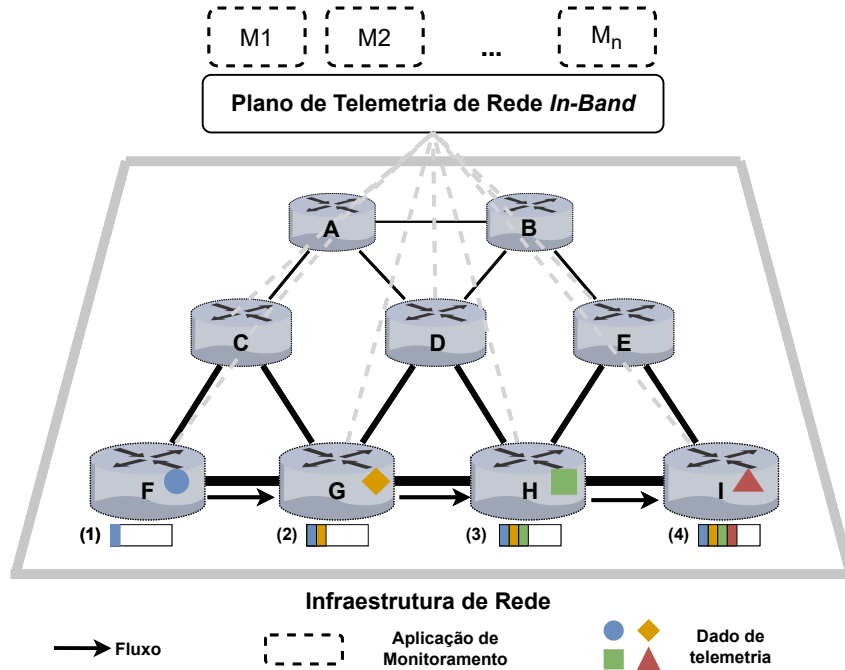 M1 M2 ... Mn
Plano de Telemetria de Rede In-Band
A B
C D E
F G H I
(1) (2) (3) (4)
Infraestrutura de Rede
Fluxo
Aplicação de
Monitoramento
Dado de
telemetria